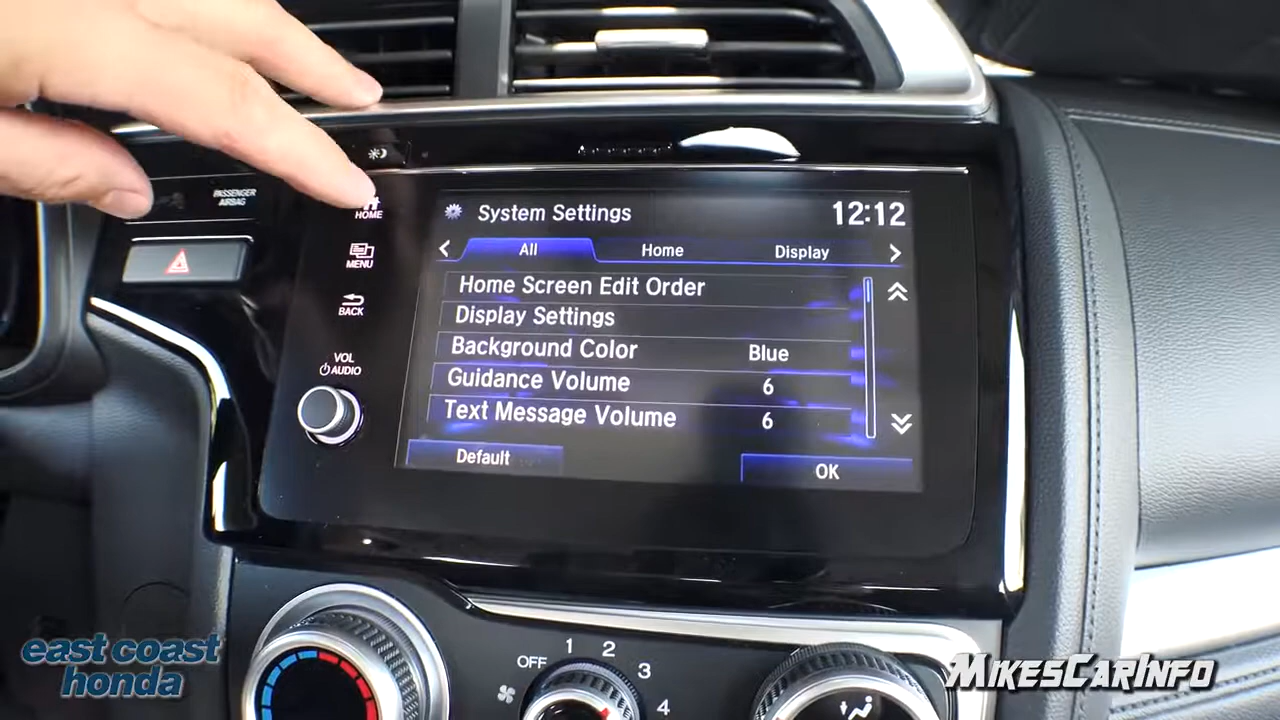 PASSENGER
AIRBAG
HOME
MENU
BACK
VOL
AUDIO
System Settings
12:12
All Home Display
Home Screen Edit Order
Display Settings
Background Color Blue
Guidance Volume 6
Text Message Volume 6
Default OK
OFF 1 2 3 4
east coast
honda
MikesCarInfo